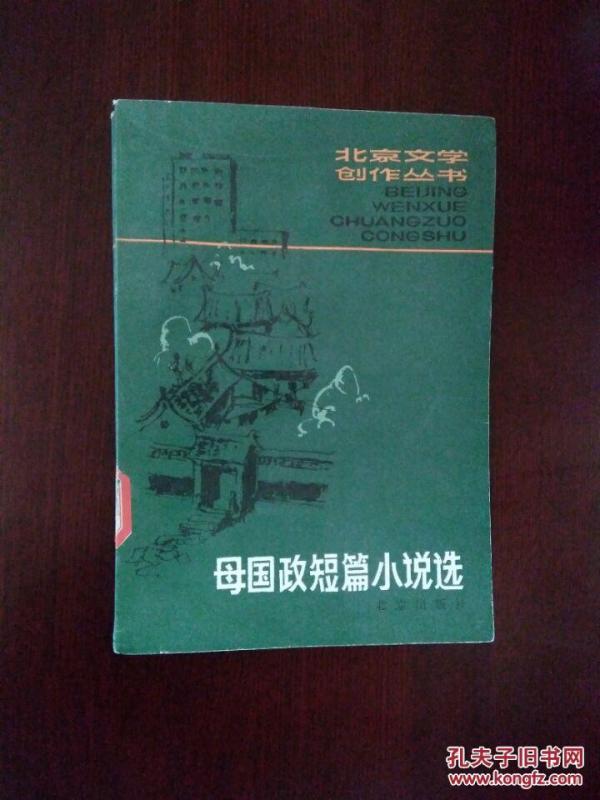 北京文学
创作丛书
BEIJING
WENXUE
CHUANGZUO
CONGSHU
母国政短篇小说选
北京出版社
孔夫子旧书网
www.kongfz.com